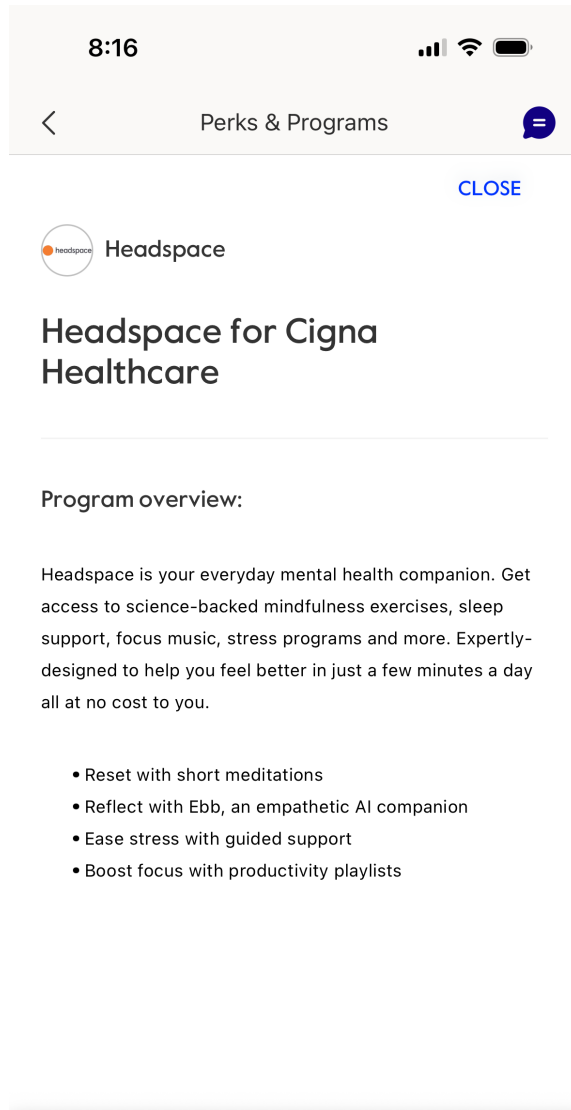 8:16
Perks & Programs
CLOSE
headspace
Headspace
Headspace for Cigna
Healthcare
Program overview:
Headspace is your everyday mental health companion. Get
access to science-backed mindfulness exercises, sleep
support, focus music, stress programs and more. Expertly-
designed to help you feel better in just a few minutes a day
all at no cost to you.
• Reset with short meditations
• Reflect with Ebb, an empathetic AI companion
• Ease stress with guided support
• Boost focus with productivity playlists